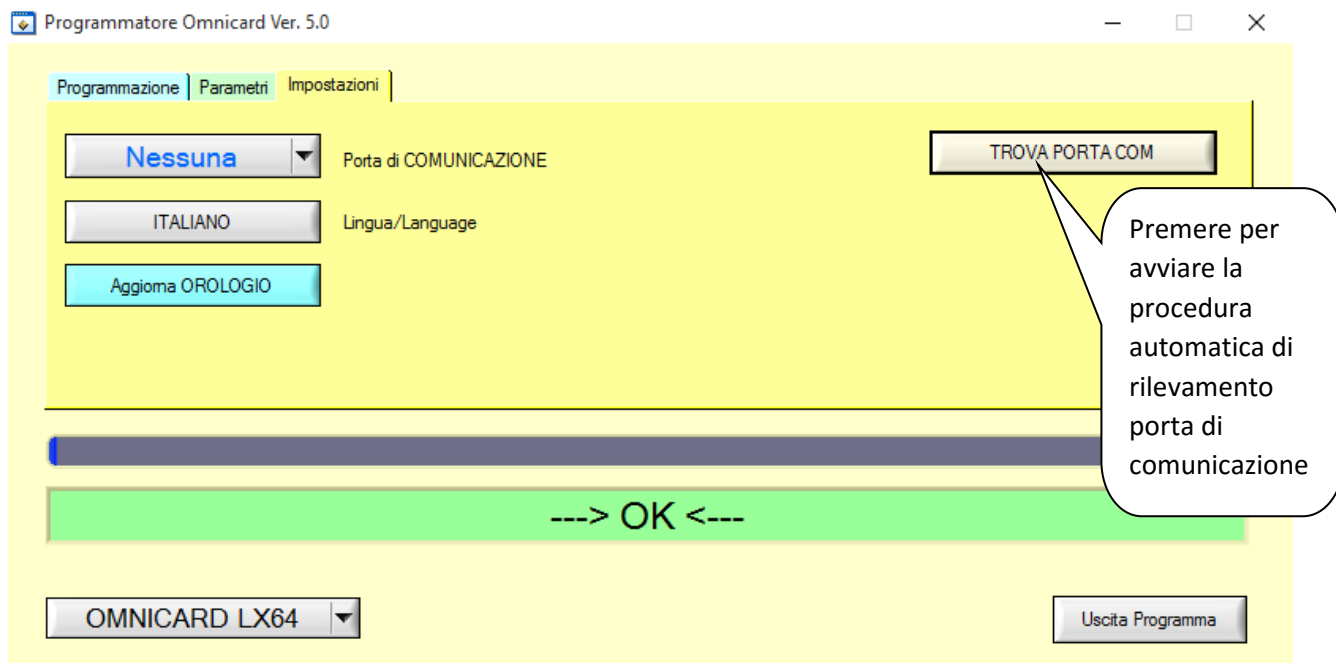 Programmatore Omnicard Ver. 5.0
Programmazione Parametri Impostazioni
Nessuna Porta di COMUNICAZIONE TROVA PORTA COM
ITALIANO Lingua/Language
Aggiorna OROLOGIO
Premere per
avviare la
procedura
automatica di
rilevamento
porta di
comunicazione
---> OK <---
OMNICARD LX64 Uscita Programma